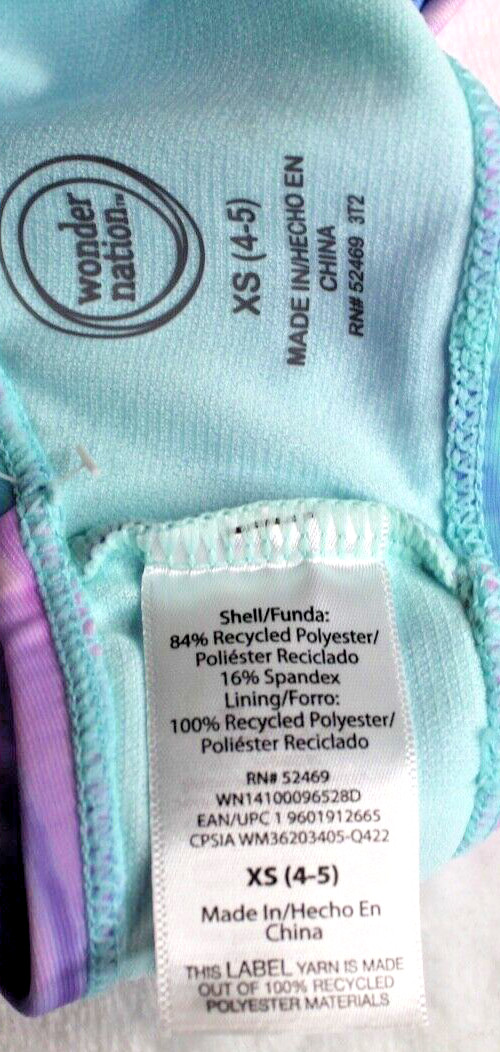 wonder
nation™
XS (4-5)
MADE IN/HECHO EN
CHINA
RN# 52469 3T2
Shell/Funda:
84% Recycled Polyester/
Poliéster Reciclado
16% Spandex
Lining/Forro:
100% Recycled Polyester/
Poliéster Reciclado
RN# 52469
WN14100096528D
EAN/UPC 1 9601912665
CPSIA WM36203405-Q422
XS (4-5)
Made In/Hecho En
China
THIS LABEL YARN IS MADE
OUT OF 100% RECYCLED
POLYESTER MATERIALS